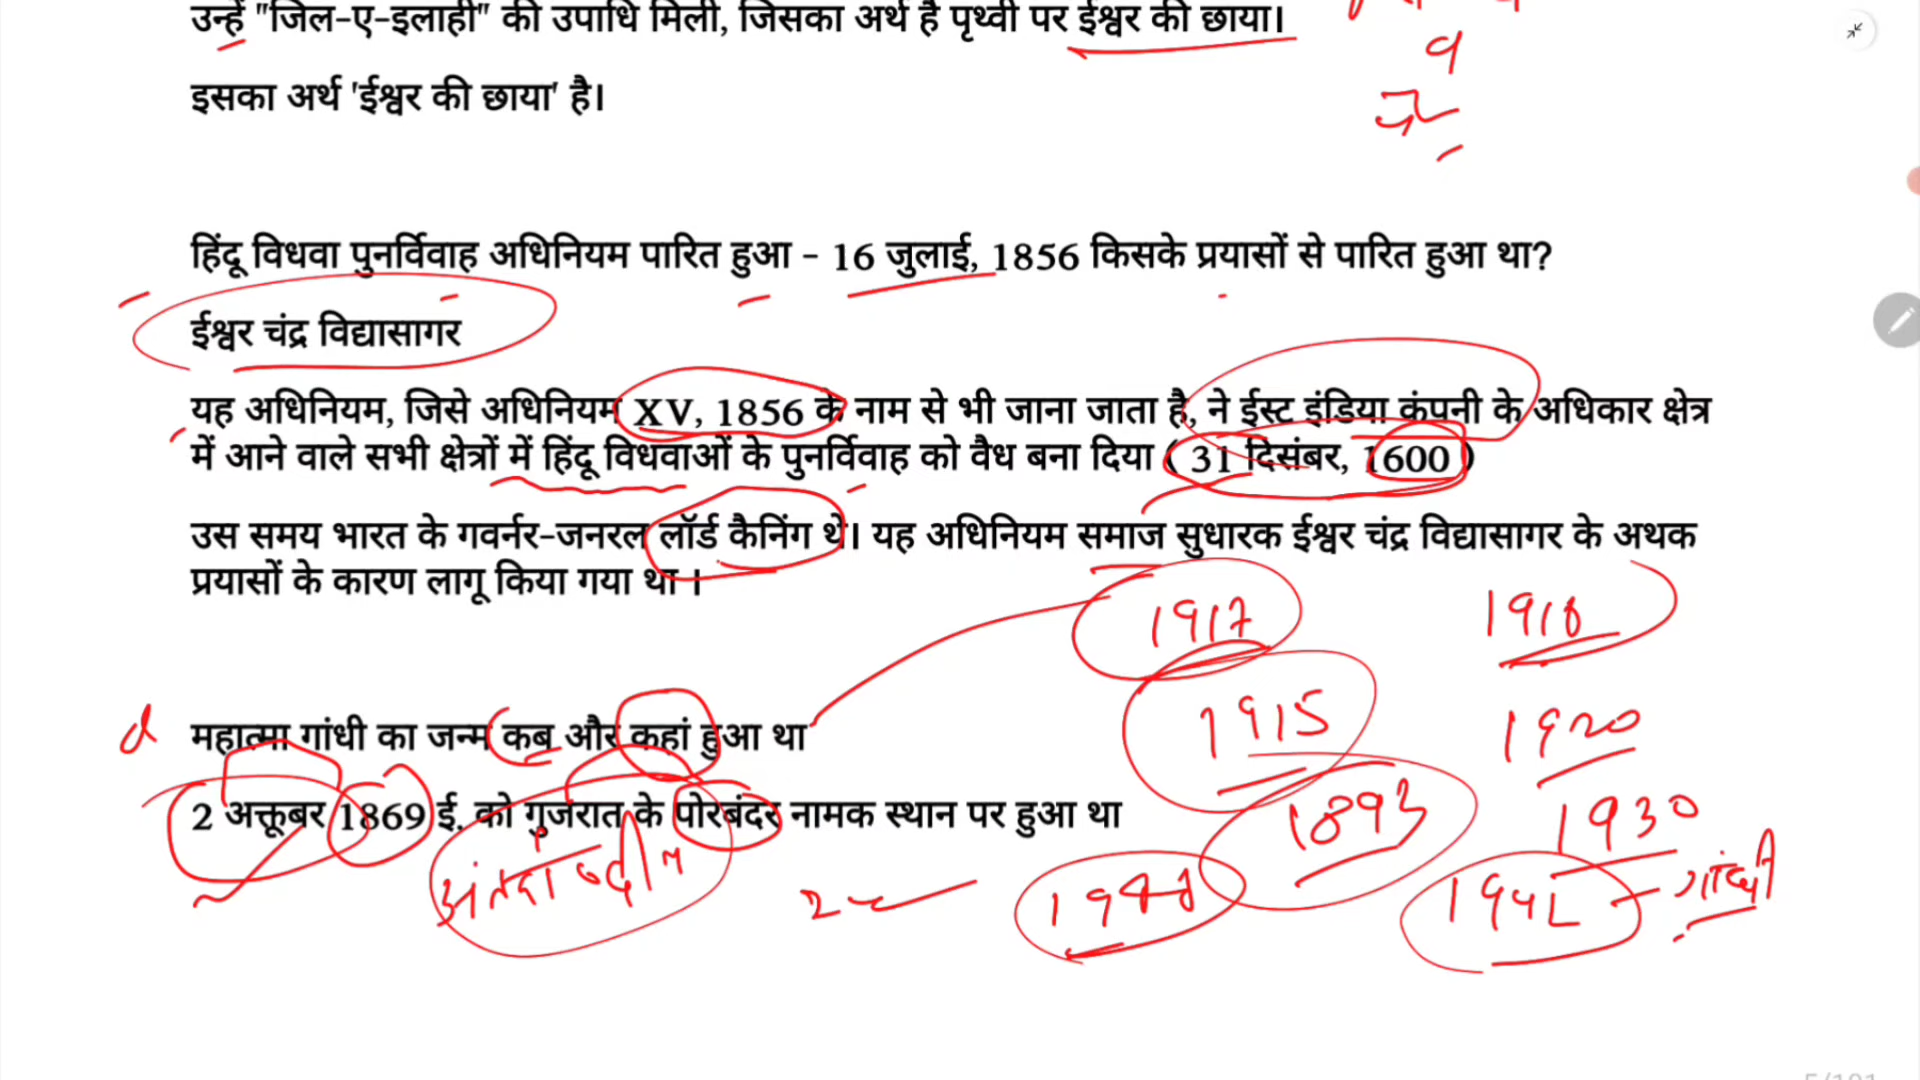 उन्हें "जिल-ए-इलाही" की उपाधि मिली, जिसका अर्थ है पृथ्वी पर ईश्वर की छाया।
इसका अर्थ 'ईश्वर की छाया' है।
हिंदू विधवा पुनर्विवाह अधिनियम पारित हुआ - 16 जुलाई, 1856 किसके प्रयासों से पारित हुआ था?
ईश्वर चंद्र विद्यासागर
यह अधिनियम, जिसे अधिनियम XV, 1856 के नाम से भी जाना जाता है, ने ईस्ट इंडिया कंपनी के अधिकार क्षेत्र
में आने वाले सभी क्षेत्रों में हिंदू विधवाओं के पुनर्विवाह को वैध बना दिया ( 31 दिसंबर, 1600 )
उस समय भारत के गवर्नर-जनरल लॉर्ड कैनिंग थे। यह अधिनियम समाज सुधारक ईश्वर चंद्र विद्यासागर के अथक
प्रयासों के कारण लागू किया गया था ।
1917 1918
महात्मा गांधी का जन्म कब और कहां हुआ था
1915 1920
2 अक्तूबर 1869 ई. को गुजरात के पोरबंदर नामक स्थान पर हुआ था
1893 1930